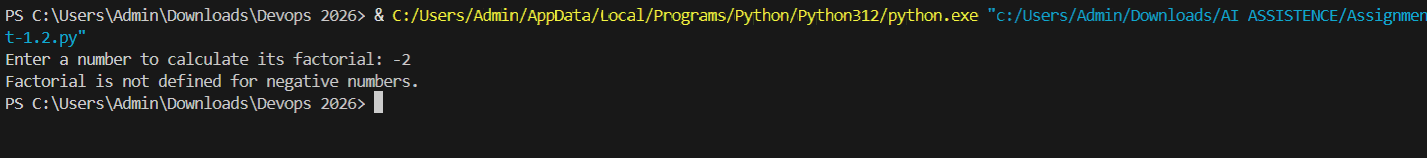 PS C:\Users\Admin\Downloads\Devops 2026> & C:/Users/Admin/AppData/Local/Programs/Python/Python312/python.exe "c:/Users/Admin/Downloads/AI ASSISTENCE/Assignmen
t-1.2.py"
Enter a number to calculate its factorial: -2
Factorial is not defined for negative numbers.
PS C:\Users\Admin\Downloads\Devops 2026>